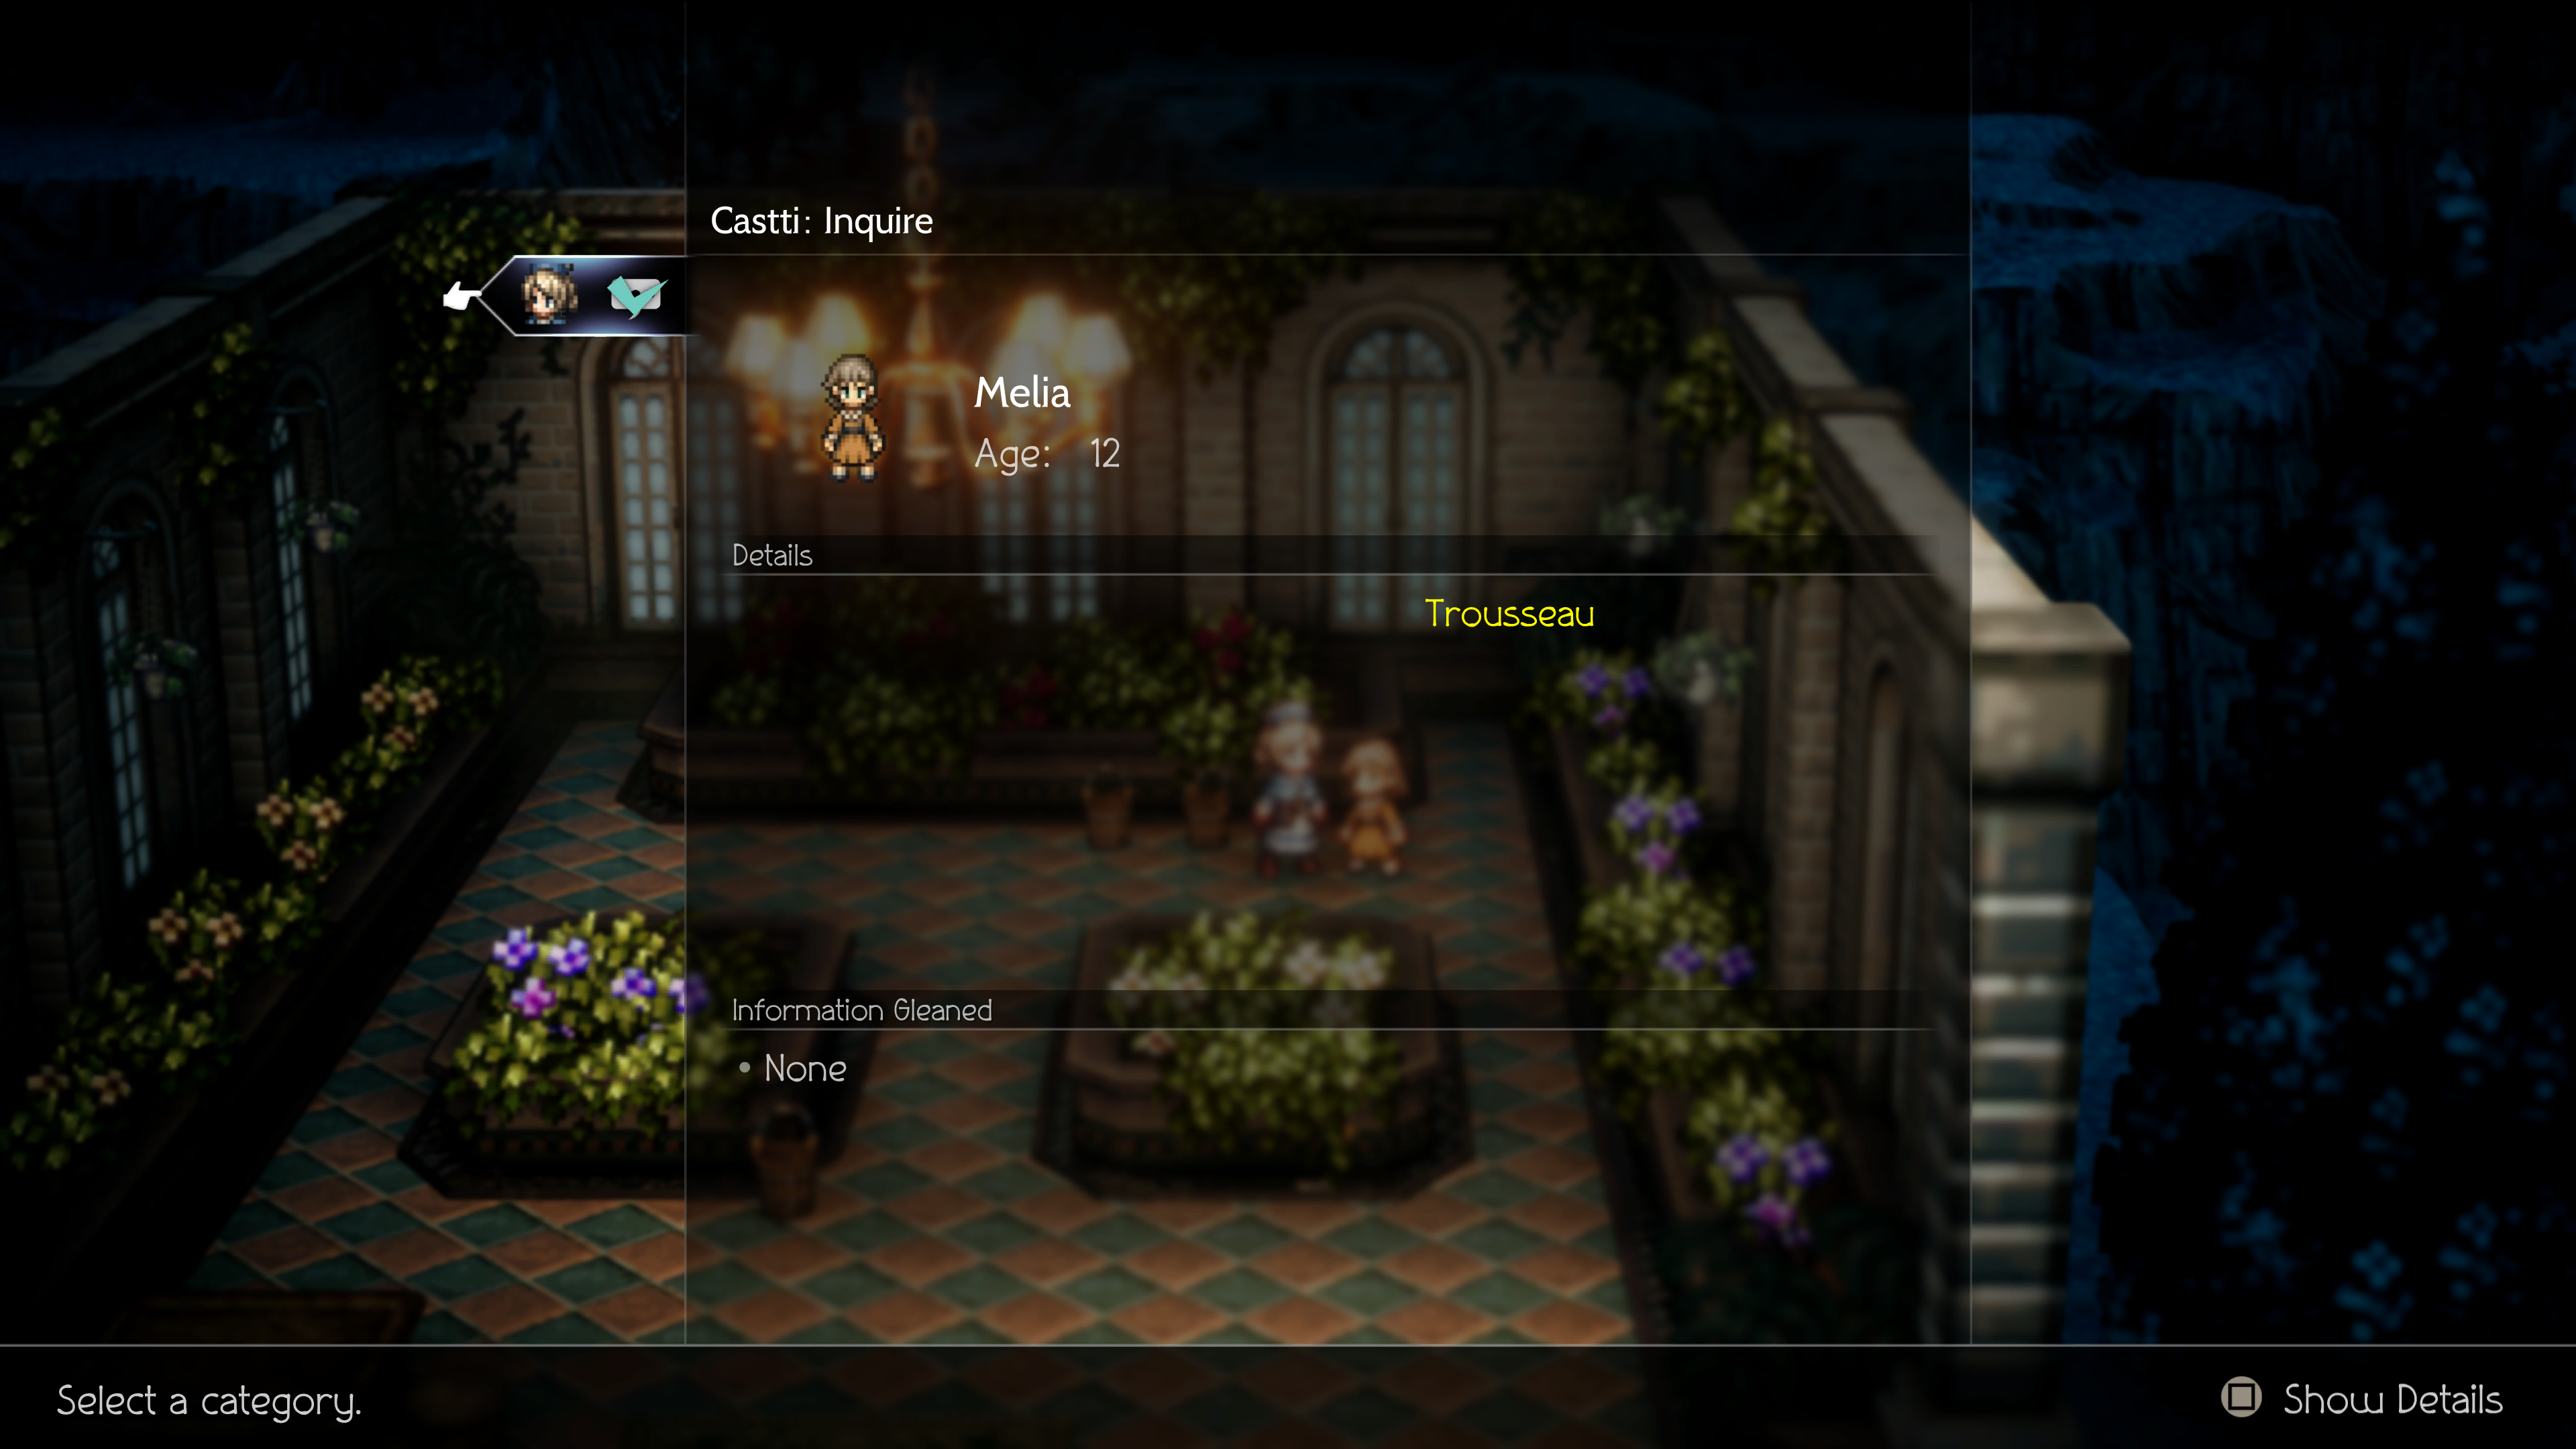 Castti: Inquire
Melia
Age: 12
Details
Trousseau
Information Gleaned
• None
Select a category.
Show Details